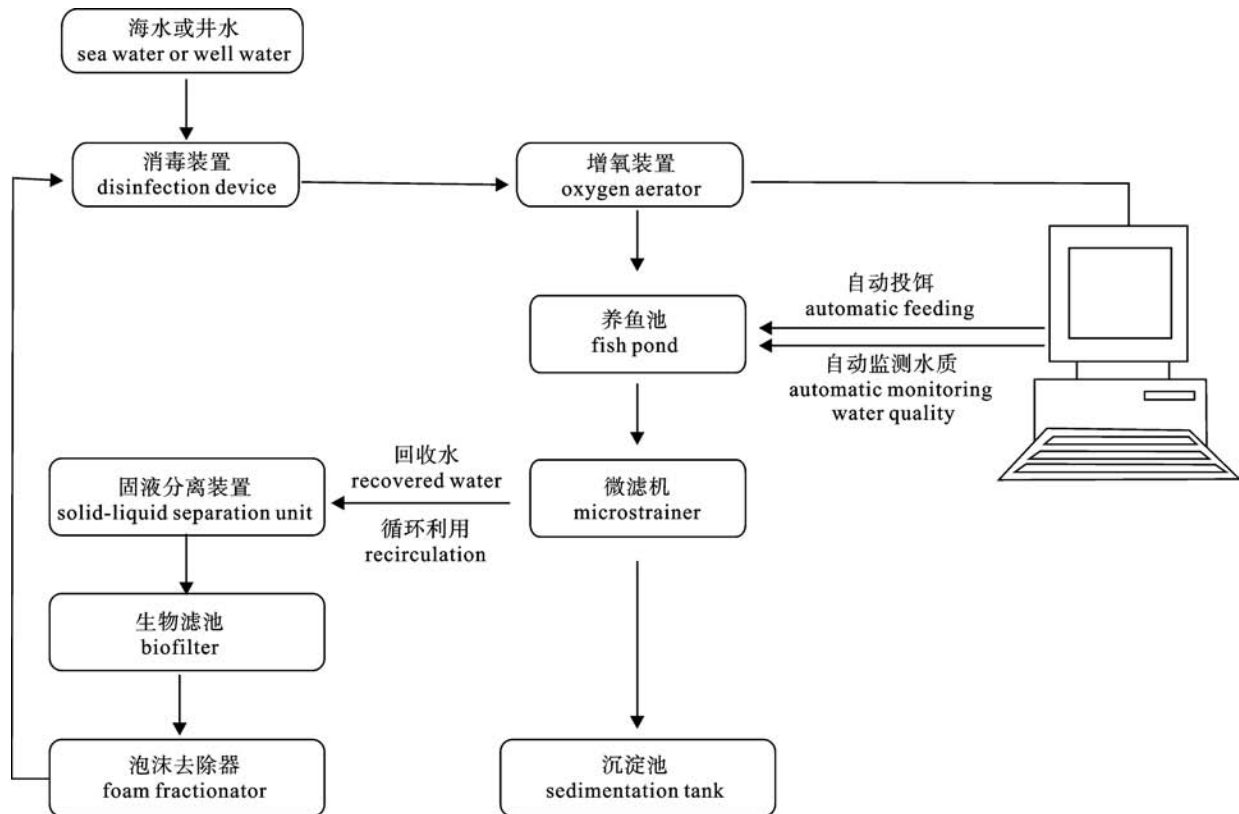 海水或井水
sea water or well water
消毒装置
disinfection device
增氧装置
oxygen aerator
自动投饵
automatic feeding
养鱼池
fish pond
自动监测水质
automatic monitoring
water quality
回收水
recovered water
固液分离装置
solid-liquid separation unit
循环利用
recirculation
微滤机
microstrainer
生物滤池
biofilter
泡沫去除器
foam fractionator
沉淀池
sedimentation tank